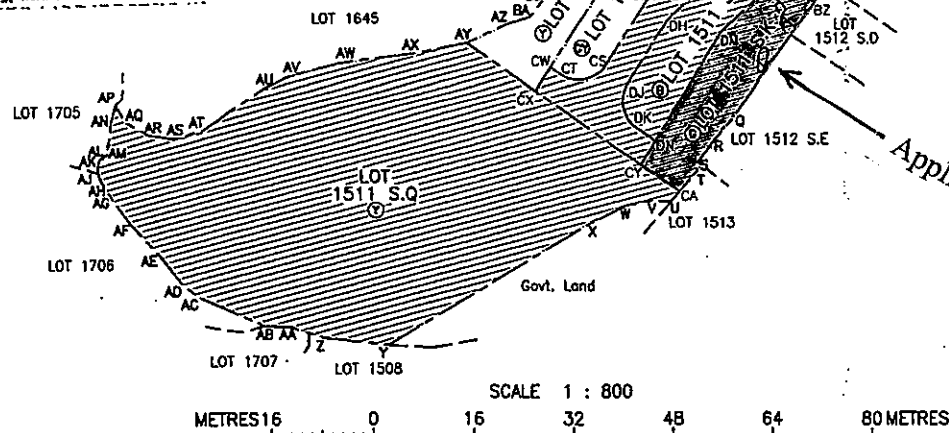 AZ BA
LOT 1645
AY
AX
AW
AV
AU
LOT
DH
LOT 1511
BZ
LOT
1512 S.D
CW
CT CS
CX
DJ
DK
Q
R
LOT 1512 S.E
Appl
AP
AQ
LOT 1705
AN
AR AS AT
AL AM
AK
AJ
AH
AG
LOT
1511 S.Q
Y
CY
S
T
CA
W V U
LOT 1513
X
AF
LOT 1706
AE
Govt. Land
AD
AC
AB AA
Z
Y
LOT 1707
LOT 1508
SCALE 1 : 800
METRES 16 0 16 32 48 64 80 METRES